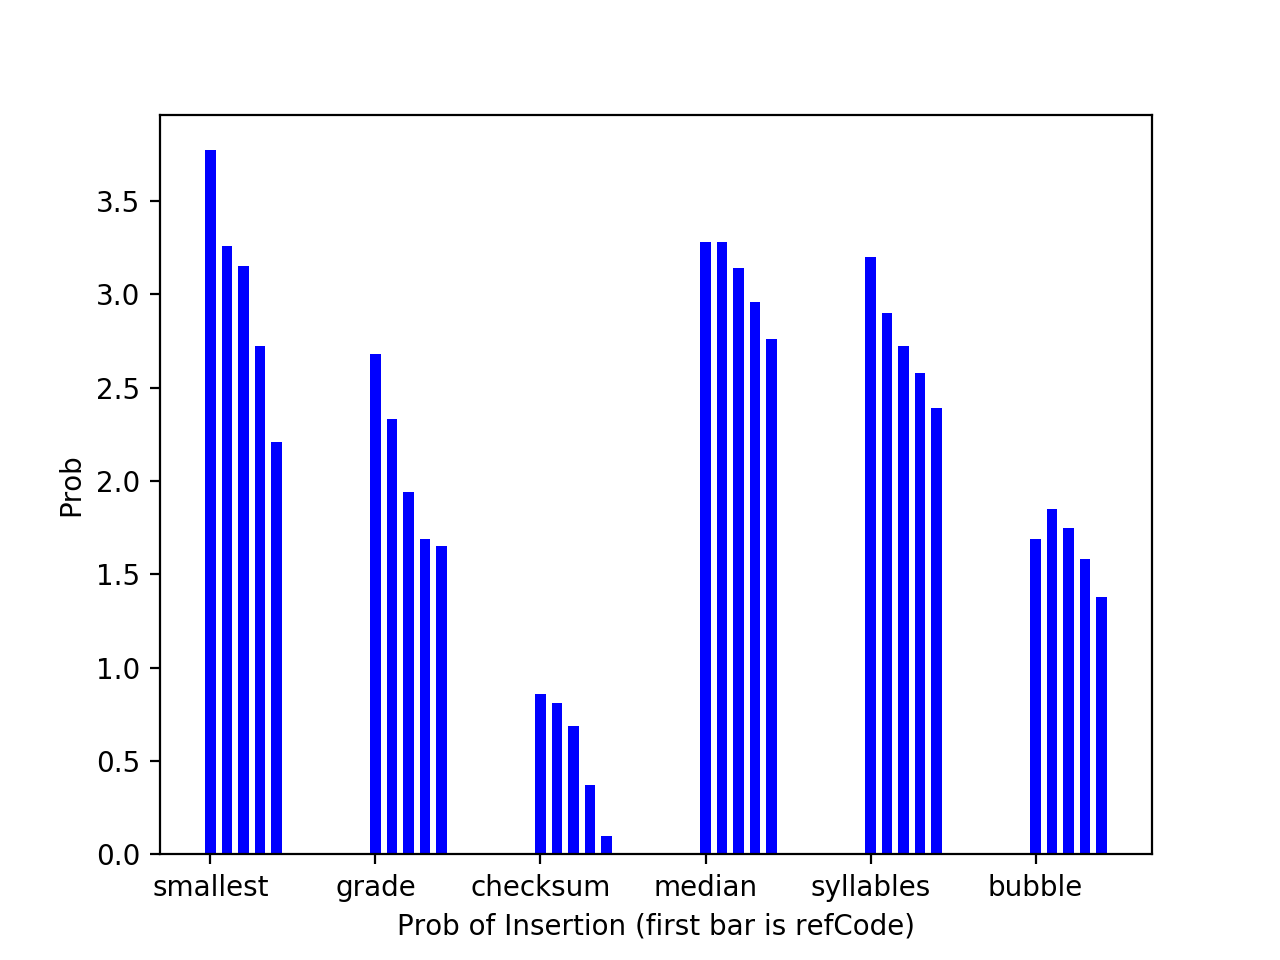 3.5
3.0
2.5
2.0
1.5
1.0
0.5
0.0
Prob
smallest grade checksum median syllables bubble
Prob of Insertion (first bar is refCode)